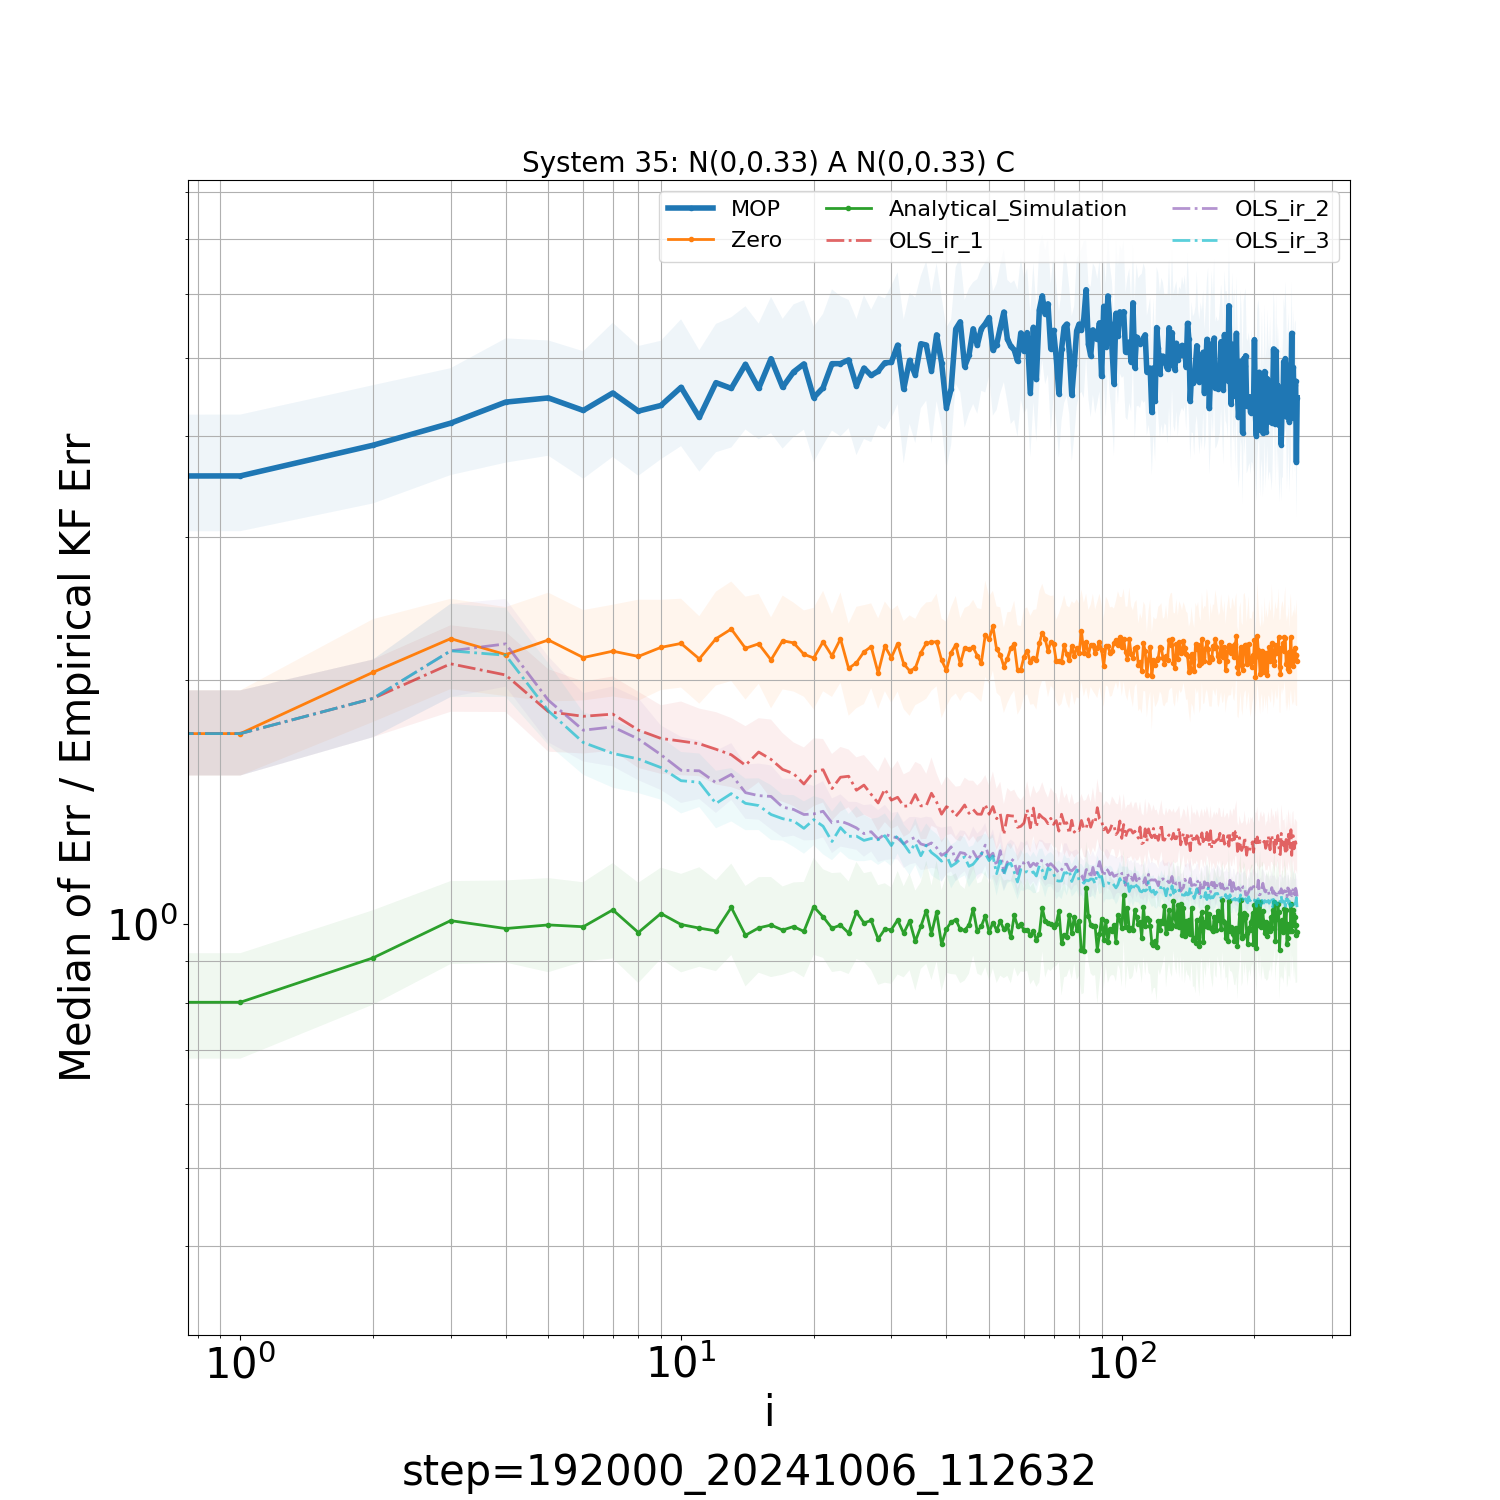 System 35: N(0,0.33) A N(0,0.33) C
MOP
Zero
Analytical_Simulation
OLS_ir_1
OLS_ir_2
OLS_ir_3
Median of Err / Empirical KF Err
10⁰
10⁰
10¹
10²
i
step=192000_20241006_112632